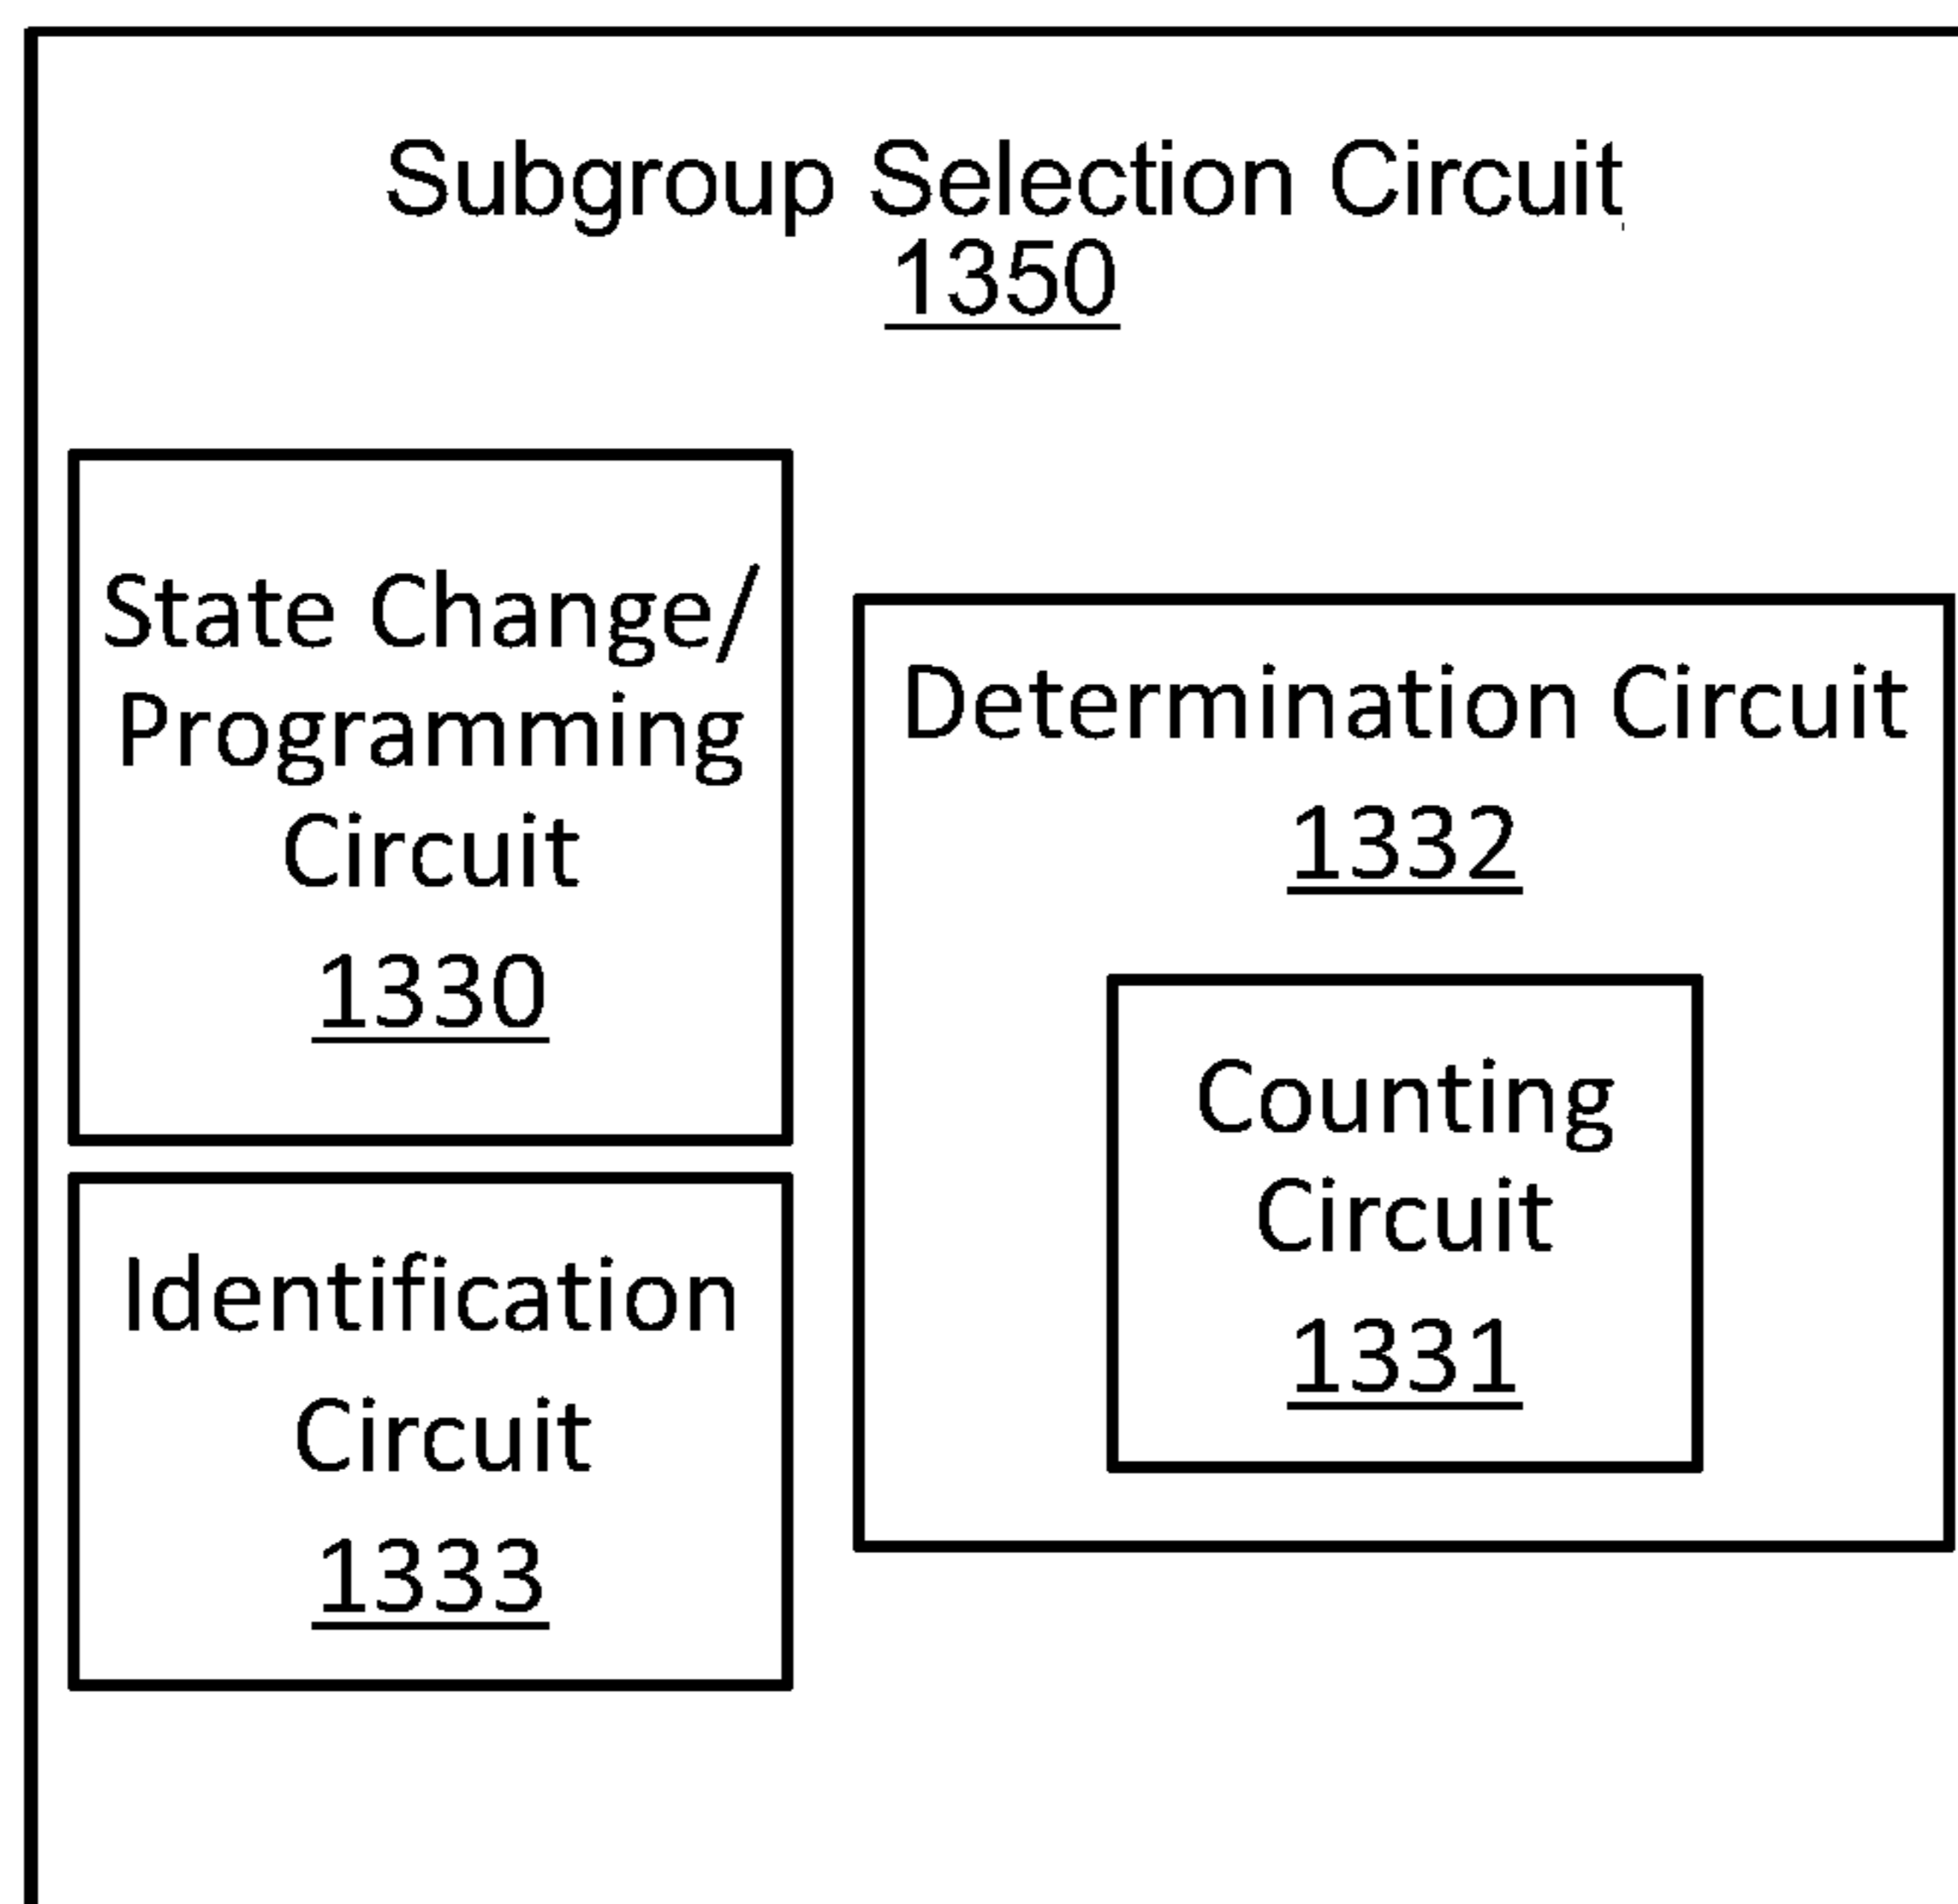 Subgroup Selection Circuit
1350
State Change/
Programming
Circuit
1330
Determination Circuit
1332
Counting
Circuit
1331
Identification
Circuit
1333